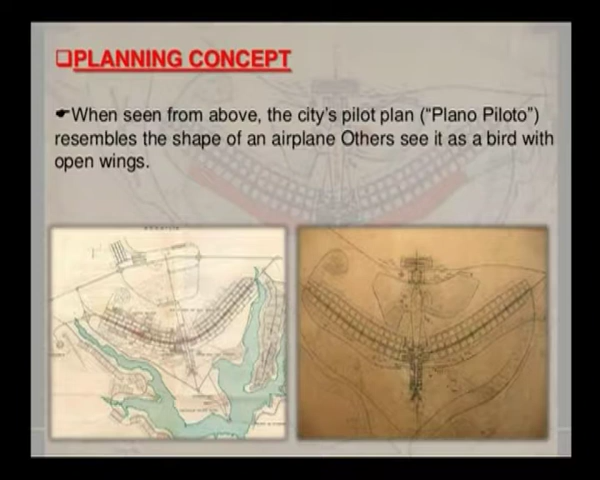 PLANNING CONCEPT
When seen from above, the city's pilot plan ("Plano Piloto")
resembles the shape of an airplane Others see it as a bird with
open wings.